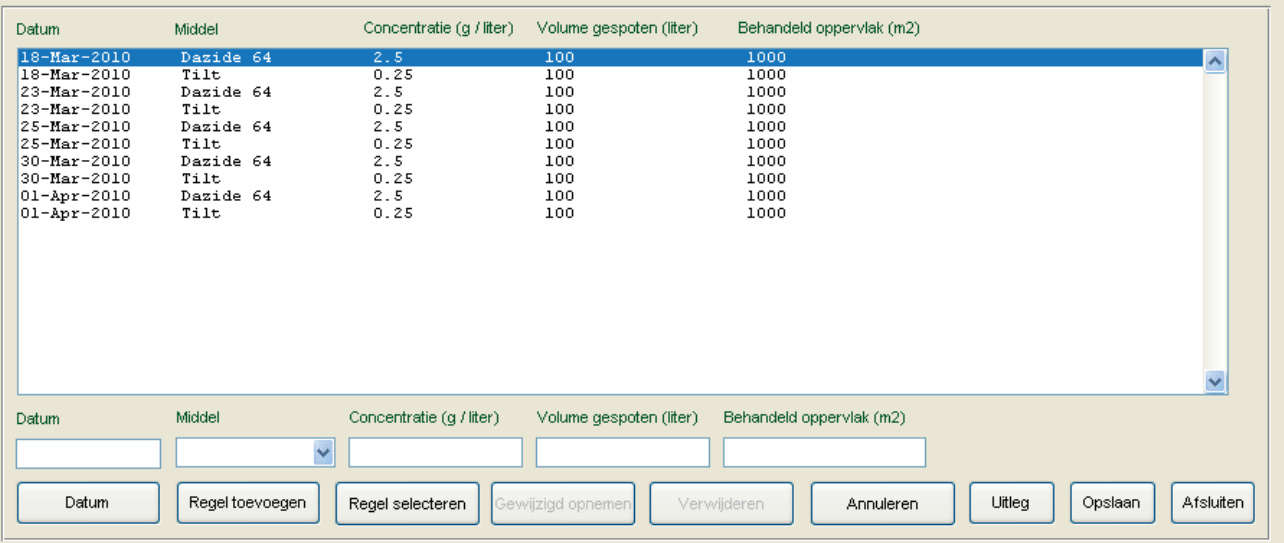 Datum Middel Concentratie (g / liter) Volume gespoten (liter) Behandeld oppervlak (m2)
18-Mar-2010 Dazide 64 2.5 100 1000
18-Mar-2010 Tilt 0.25 100 1000
23-Mar-2010 Dazide 64 2.5 100 1000
23-Mar-2010 Tilt 0.25 100 1000
25-Mar-2010 Dazide 64 2.5 100 1000
25-Mar-2010 Tilt 0.25 100 1000
30-Mar-2010 Dazide 64 2.5 100 1000
30-Mar-2010 Tilt 0.25 100 1000
01-Apr-2010 Dazide 64 2.5 100 1000
01-Apr-2010 Tilt 0.25 100 1000
Datum Middel Concentratie (g / liter) Volume gespoten (liter) Behandeld oppervlak (m2)
Datum Regel toevoegen Regel selecteren Gewijzigd opnemen Verwijderen Annuleren Uitleg Opslaan Afsluiten